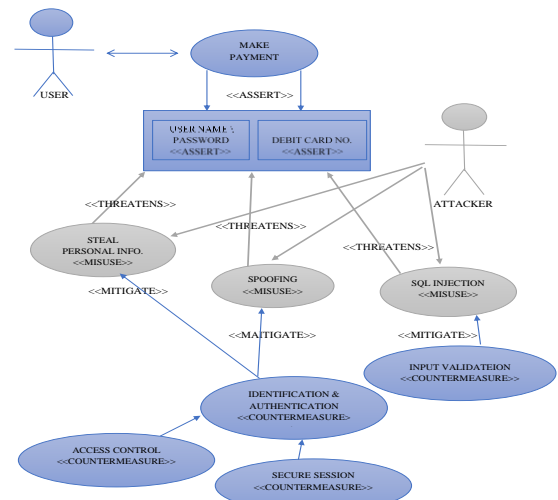 MAKE
PAYMENT
USER
<<ASSERT>>
USER NAME \
PASSWORD
<<ASSERT>>
DEBIT CARD NO.
<<ASSERT>>
ATTACKER
<<THREATENS>>
<<THREATENS>>
<<THREATENS>>
STEAL
PERSONAL INFO.
<<MISUSE>>
SPOOFING
<<MISUSE>>
SQL INJECTION
<<MISUSE>>
<<MITIGATE>>
<<MAITIGATE>>
<<MITIGATE>>
INPUT VALIDATEION
<<COUNTERMEASURE>>
IDENTIFICATION &
AUTHENTICATION
<<COUNTERMEASURE>
ACCESS CONTROL
<<COUNTERMEASURE>>
SECURE SESSION
<<COUNTERMEASURE>>